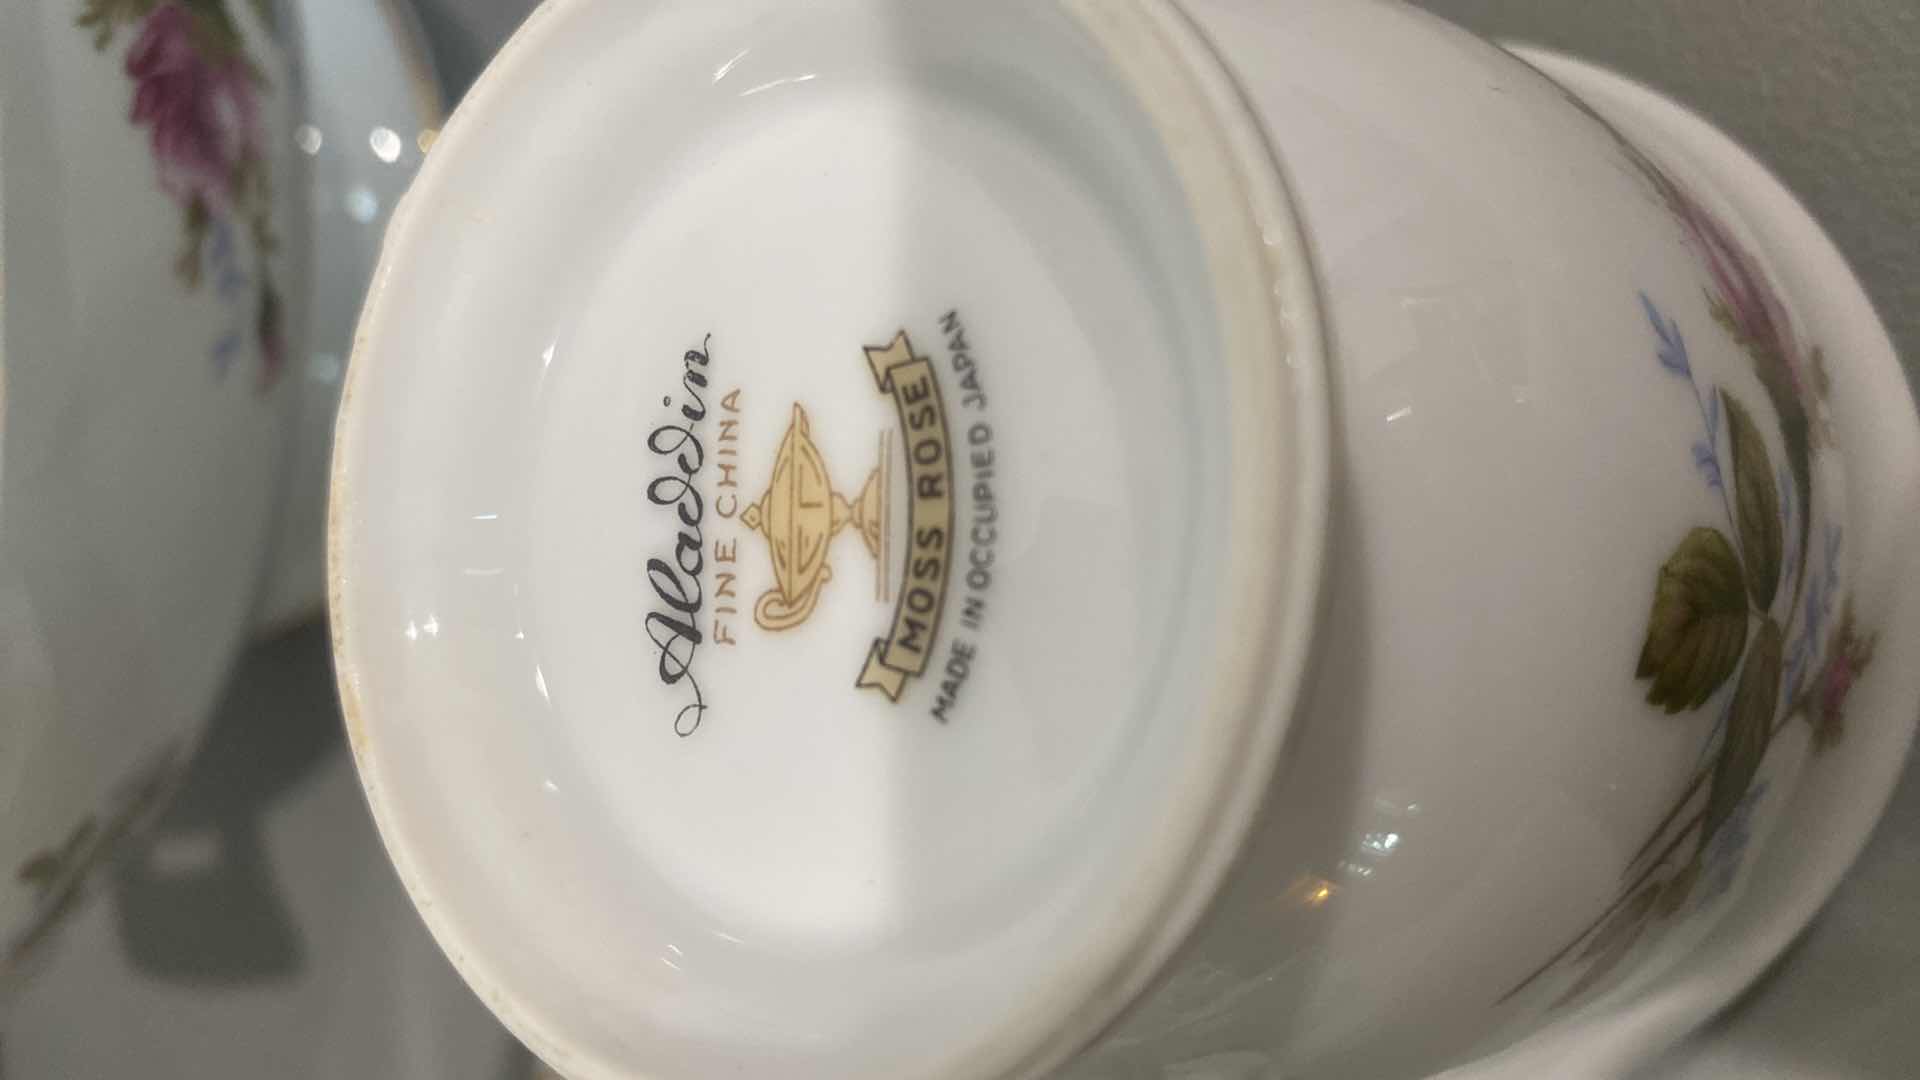 Aladdin
FINE CHINA
MOSS ROSE
MADE IN OCCUPIED JAPAN